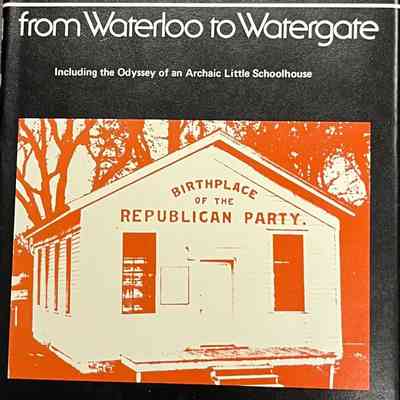 from Waterloo to Watergate
Including the Odyssey of an Archaic Little Schoolhouse
BIRTHPLACE
OF THE
REPUBLICAN PARTY.